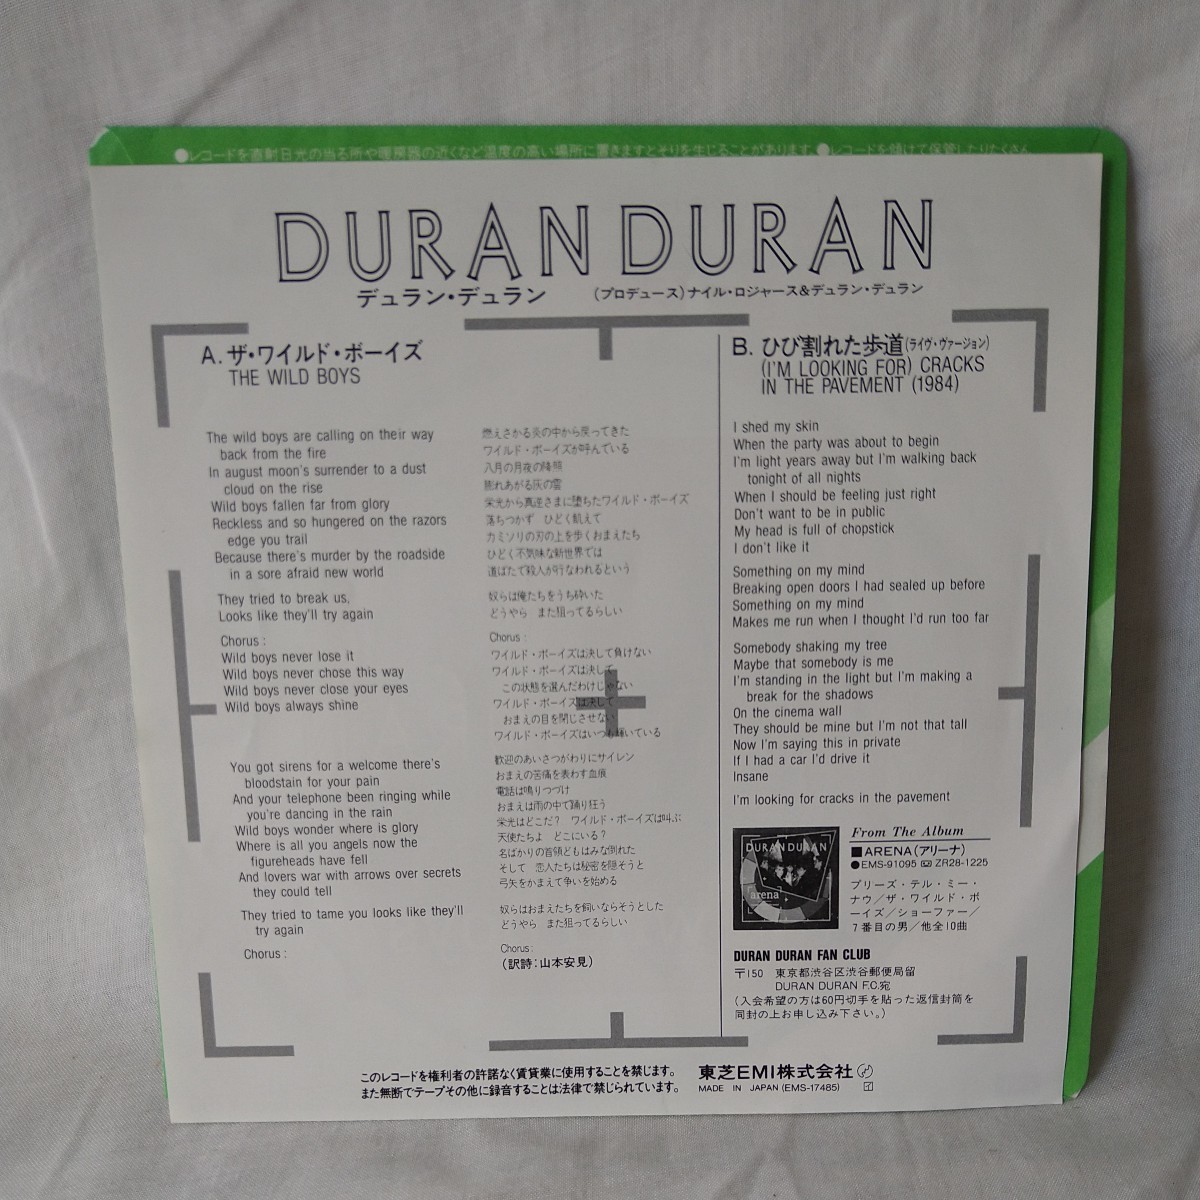 ●レコードを直射日光の当る所や暖房器の近くなど温度の高い場所に置きますとそりを生じることがあります。●レコードを傾けて保管したりたくさん
DURAN DURAN
デュラン・デュラン
(プロデュース)ナイル・ロジャース&デュラン・デュラン
A. ザ・ワイルド・ボーイズ
THE WILD BOYS
The wild boys are calling on their way
back from the fire
In august moon's surrender to a dust
cloud on the rise
Wild boys fallen far from glory
Reckless and so hungered on the razors
edge you trail
Because there's murder by the roadside
in a sore afraid new world
They tried to break us,
Looks like they'll try again
Chorus :
Wild boys never lose it
Wild boys never chose this way
Wild boys never close your eyes
Wild boys always shine
You got sirens for a welcome there's
bloodstain for your pain
And your telephone been ringing while
you're dancing in the rain
Wild boys wonder where is glory
Where is all you angels now the
figureheads have fell
And lovers war with arrows over secrets
they could tell
They tried to tame you looks like they'll
try again
Chorus :
燃えさかる炎の中から戻ってきた
ワイルド・ボーイズが呼んでいる
八月の月夜の降照
膨れあがる灰の雲
栄光から真逆さまに堕ちたワイルド・ボーイズ
落ちつかず ひどく飢えて
カミソリの刃の上を歩くおまえたち
ひどく不気味な新世界では
道ばたで殺人が行なわれるという
奴らは俺たちをうち砕いた
どうやら また狙ってるらしい
Chorus :
ワイルド・ボーイズは決して負けない
ワイルド・ボーイズは決して
この状態を選んだわけじゃない
ワイルド・ボーイズは決して
おまえの目を閉じさせない
ワイルド・ボーイズはいつも輝いている
歓迎のあいさつがわりにサイレン
おまえの苦痛を表わす血痕
電話は鳴りつづけ
おまえは雨の中で踊り狂う
栄光はどこだ? ワイルド・ボーイズは叫ぶ
天使たちよ どこにいる?
名ばかりの首領どもはみな倒れた
そして 恋人たちは秘密を隠そうと
弓矢をかまえて争いを始める
奴らはおまえたちを飼いならそうとした
どうやら また狙ってるらしい
Chorus:
(訳詩:山本安見)
B. ひび割れた歩道(ライヴ・ヴァージョン)
(I'M LOOKING FOR) CRACKS
IN THE PAVEMENT (1984)
I shed my skin
When the party was about to begin
I'm light years away but I'm walking back
tonight of all nights
When I should be feeling just right
Don't want to be in public
My head is full of chopstick
I don't like it
Something on my mind
Breaking open doors I had sealed up before
Something on my mind
Makes me run when I thought I'd run too far
Somebody shaking my tree
Maybe that somebody is me
I'm standing in the light but I'm making a
break for the shadows
On the cinema wall
They should be mine but I'm not that tall
Now I'm saying this in private
If I had a car I'd drive it
Insane
I'm looking for cracks in the pavement
DURAN DURAN
arena
From The Album
■ARENA(アリーナ)
●EMS-91095 ZR28-1225
プリーズ・テル・ミー・
ナウ/ザ・ワイルド・ボ
ーイズ/ショーファー/
7番目の男/他全10曲
DURAN DURAN FAN CLUB
〒150 東京都渋谷区渋谷郵便局留
DURAN DURAN F.C.宛
(入会希望の方は60円切手を貼った返信封筒を
同封の上お申し込み下さい。)
このレコードを権利者の許諾なく賃貸業に使用することを禁じます。
また無断でテープその他に録音することは法律で禁じられています。
東芝EMI株式会社
MADE IN JAPAN (EMS-17485)